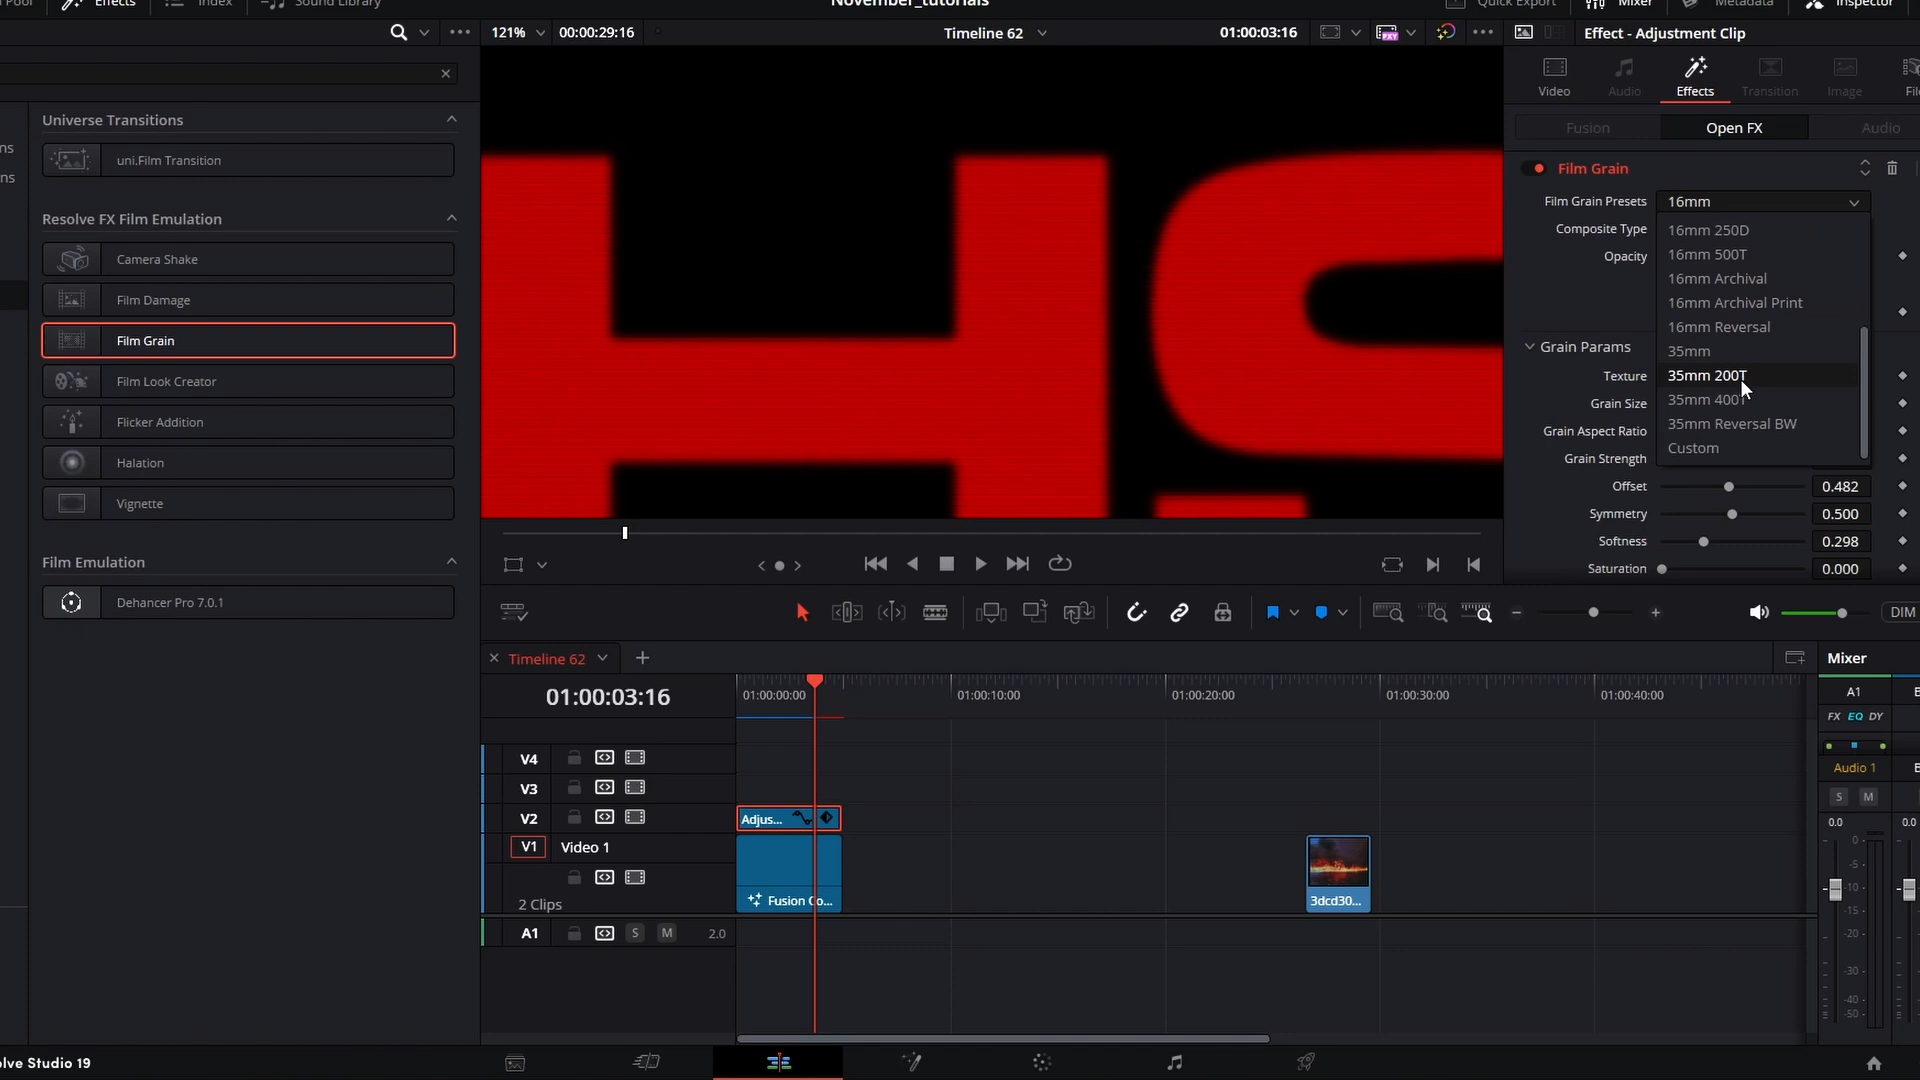 Effects
Index
Sound Library
November_tutorials
Quick Export
Mixer
Metadata
Inspector
121%
00:00:29:16
Timeline 62
01:00:03:16
Effect - Adjustment Clip
Video
Audio
Effects
Transition
Image
Fusion
Open FX
Audio
Universe Transitions
uni.Film Transition
Resolve FX Film Emulation
Camera Shake
Film Damage
Film Grain
Film Look Creator
Flicker Addition
Halation
Vignette
Film Emulation
Dehancer Pro 7.0.1
Film Grain
Film Grain Presets
16mm
Composite Type
Opacity
16mm 250D
16mm 500T
16mm Archival
16mm Archival Print
16mm Reversal
35mm
35mm 200T
35mm 400T
35mm Reversal BW
Custom
Grain Params
Texture
Grain Size
Grain Aspect Ratio
Grain Strength
Offset
0.482
Symmetry
0.500
Softness
0.298
Saturation
0.000
DIM
Timeline 62
01:00:03:16
01:00:00:00
01:00:10:00
01:00:20:00
01:00:30:00
01:00:40:00
V4
V3
V2
V1
Video 1
2 Clips
Adjus...
Fusion Co...
3dcd30...
A1
S
M
2.0
Mixer
A1
FX
EQ
DY
Audio 1
S
M
0.0
0.0
0
-5
-10
-15
-20
-30
-40
-50
olve Studio 19